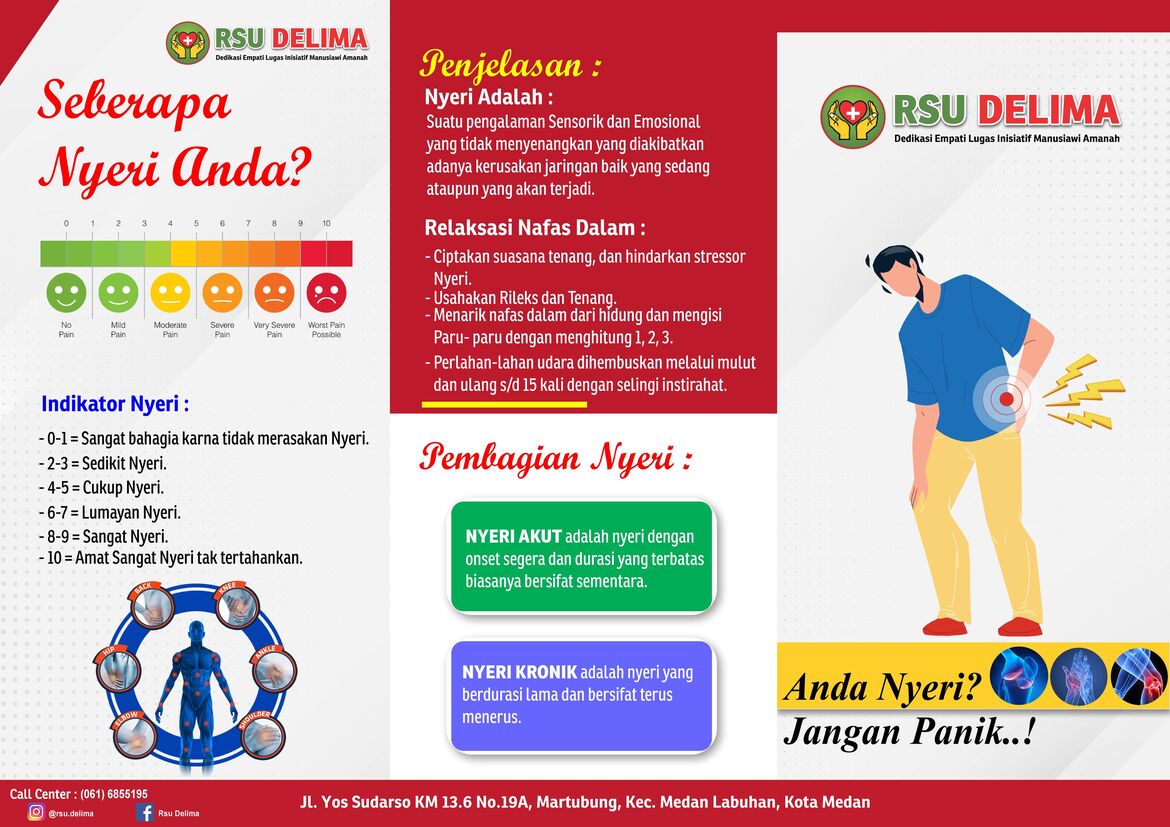 RSU DELIMA
Dedikasi Empati Lugas Inisiatif Manusiawi Amanah
Seberapa
Nyeri Anda?
0 1 2 3 4 5 6 7 8 9 10
No
Pain
Mild
Pain
Moderate
Pain
Severe
Pain
Very Severe
Pain
Worst Pain
Possible
Indikator Nyeri :
- 0-1 = Sangat bahagia karna tidak merasakan Nyeri.
- 2-3 = Sedikit Nyeri.
- 4-5 = Cukup Nyeri.
- 6-7 = Lumayan Nyeri.
- 8-9 = Sangat Nyeri.
- 10 = Amat Sangat Nyeri tak tertahankan.
BACK
KNEE
HIP
ANKLE
ELBOW
SHOULDER
Penjelasan :
Nyeri Adalah :
Suatu pengalaman Sensorik dan Emosional
yang tidak menyenangkan yang diakibatkan
adanya kerusakan jaringan baik yang sedang
ataupun yang akan terjadi.
Relaksasi Nafas Dalam :
- Ciptakan suasana tenang, dan hindarkan stressor
Nyeri.
- Usahakan Rileks dan Tenang.
- Menarik nafas dalam dari hidung dan mengisi
Paru- paru dengan menghitung 1, 2, 3.
- Perlahan-lahan udara dihembuskan melalui mulut
dan ulang s/d 15 kali dengan selingi instirahat.
Pembagian Nyeri :
NYERI AKUT adalah nyeri dengan
onset segera dan durasi yang terbatas
biasanya bersifat sementara.
NYERI KRONIK adalah nyeri yang
berdurasi lama dan bersifat terus
menerus.
RSU DELIMA
Dedikasi Empati Lugas Inisiatif Manusiawi Amanah
Anda Nyeri?
Jangan Panik..!
Call Center : (061) 6855195
@rsu.delima
Rsu Delima
Jl. Yos Sudarso KM 13.6 No.19A, Martubung, Kec. Medan Labuhan, Kota Medan